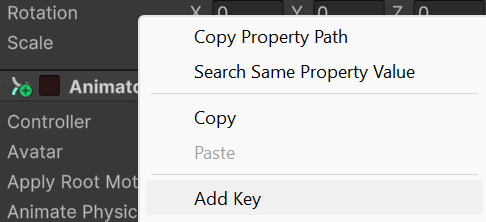 Rotation X 0 Y 0 Z 0
Scale
Copy Property Path
Search Same Property Value
Copy
Paste
Add Key
Animato
Controller
Avatar
Apply Root Mot
Animate Physic